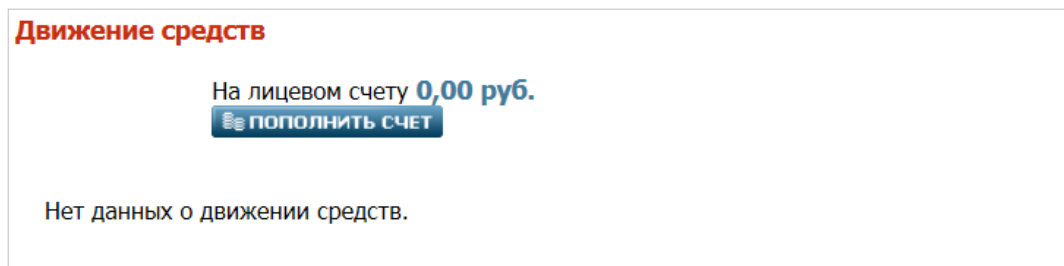 Движение средств
На лицевом счету 0,00 руб.
ПОПОЛНИТЬ СЧЕТ
Нет данных о движении средств.